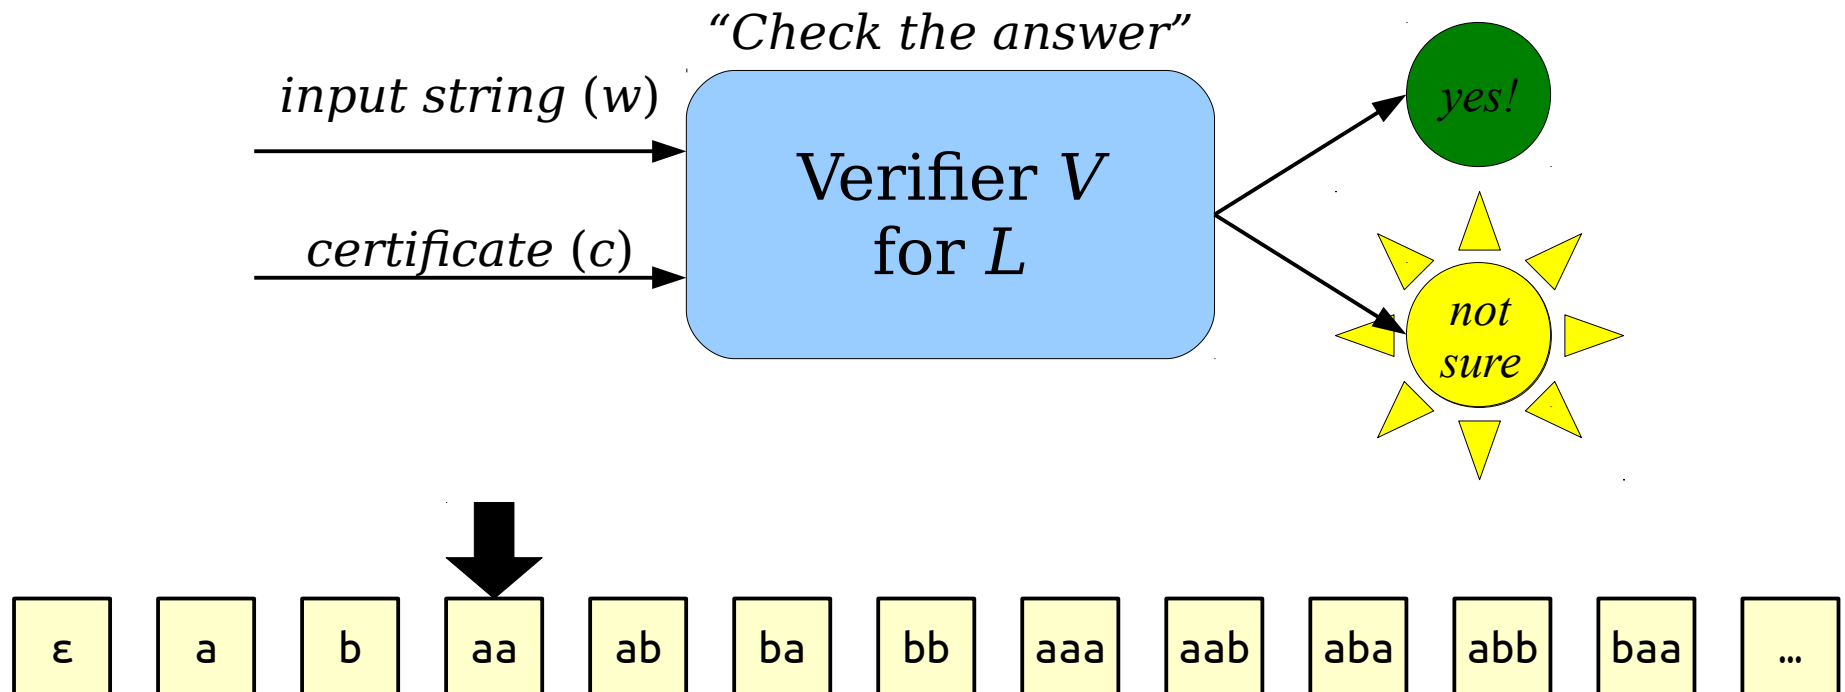 “Check the answer”
input string (w)
certificate (c)
Verifier V
for L
yes!
not
sure
ε a b aa ab ba bb aaa aab aba abb baa …